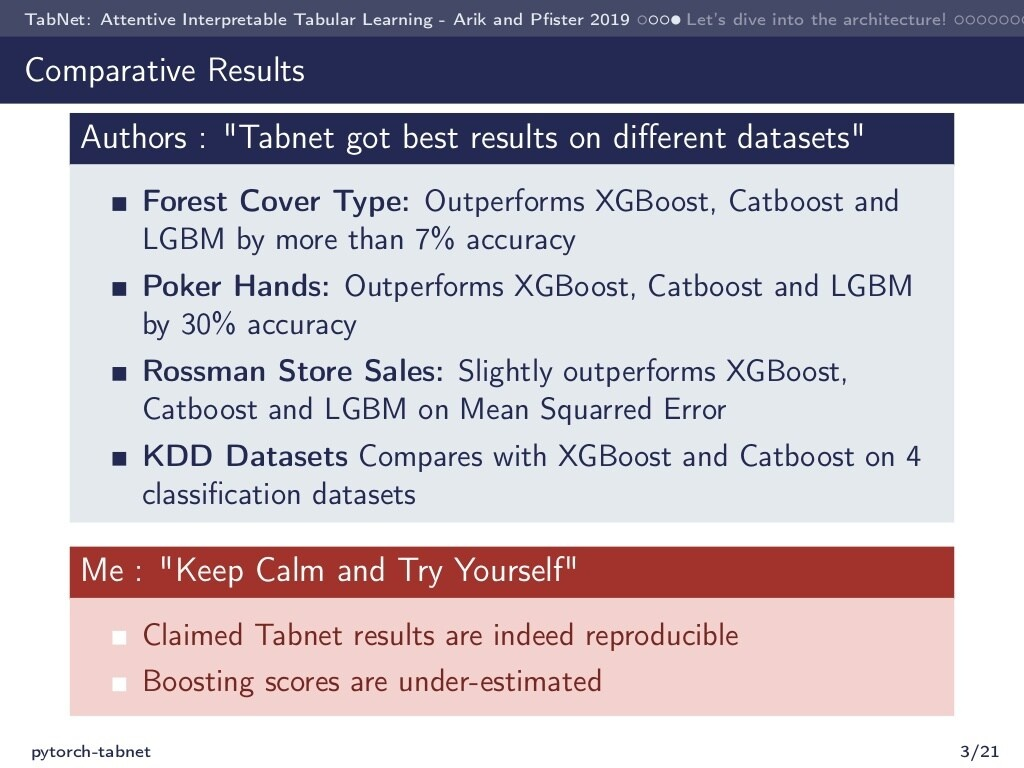 TabNet: Attentive Interpretable Tabular Learning - Arik and Pfister 2019 Let's dive into the architecture!
Comparative Results
Authors : "Tabnet got best results on different datasets"
Forest Cover Type: Outperforms XGBoost, Catboost and
LGBM by more than 7% accuracy
Poker Hands: Outperforms XGBoost, Catboost and LGBM
by 30% accuracy
Rossman Store Sales: Slightly outperforms XGBoost,
Catboost and LGBM on Mean Squarred Error
KDD Datasets Compares with XGBoost and Catboost on 4
classification datasets
Me : "Keep Calm and Try Yourself"
Claimed Tabnet results are indeed reproducible
Boosting scores are under-estimated
pytorch-tabnet 3/21